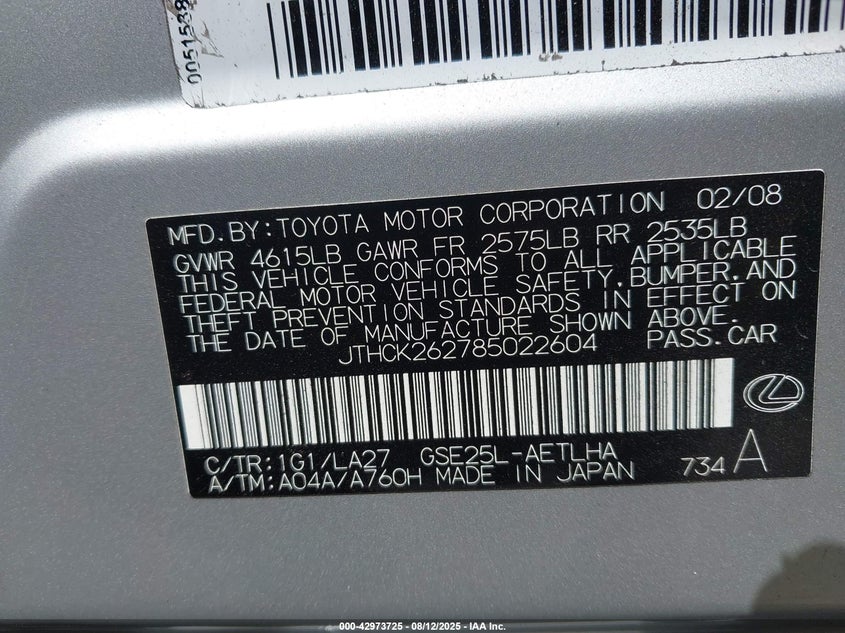 MFD. BY: TOYOTA MOTOR CORPORATION 02/08
GVWR 4615LB GAWR FR 2575LB RR 2535LB
THIS VEHICLE CONFORMS TO ALL APPLICABLE
FEDERAL MOTOR VEHICLE SAFETY, BUMPER, AND
THEFT PREVENTION STANDARDS IN EFFECT ON
THE DATE OF MANUFACTURE SHOWN ABOVE.
JTHCK262785022604 PASS. CAR
C/TR: 1G1/LA27 GSE25L-AETLHA
A/TM: A04A/A760H MADE IN JAPAN 734 A
000-42973725 - 08/12/2025 - IAA Inc.